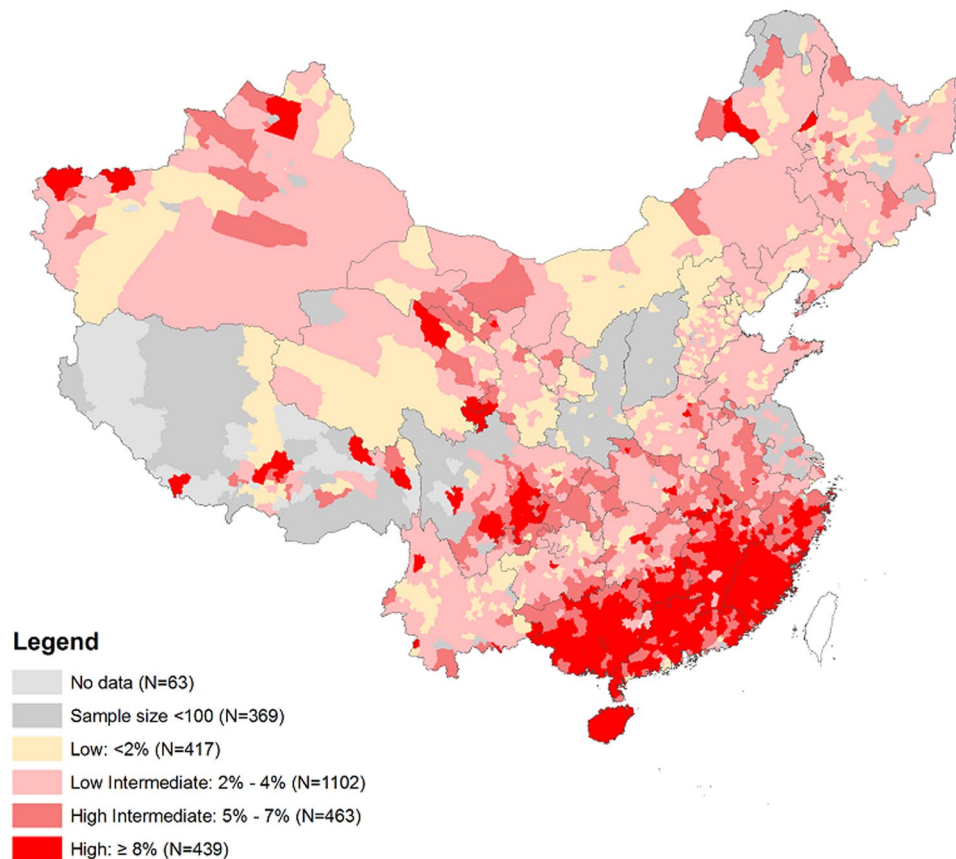 Legend
No data (N=63)
Sample size <100 (N=369)
Low: <2% (N=417)
Low Intermediate: 2% - 4% (N=1102)
High Intermediate: 5% - 7% (N=463)
High: ≥ 8% (N=439)